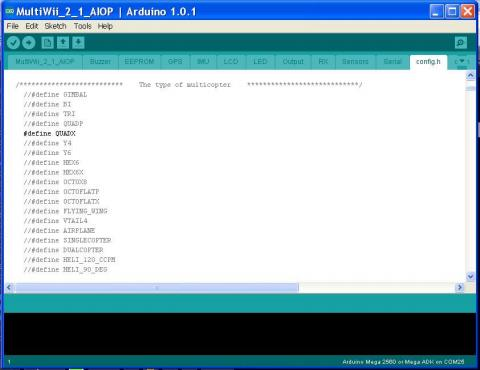 MultiWii_2_1_AIOP | Arduino 1.0.1
File Edit Sketch Tools Help
MultiWii_2_1_AIOP Buzzer EEPROM GPS IMU LCD LED Output RX Sensors Serial config.h
/************************** The type of multicopter ****************************/
//#define GIMBAL
//#define BI
//#define TRI
//#define QUADP
#define QUADX
//#define Y4
//#define Y6
//#define HEX6
//#define HEX6X
//#define OCTOX8
//#define OCTOFLATP
//#define OCTOFLATX
//#define FLYING_WING
//#define VTAIL4
//#define AIRPLANE
//#define SINGLECOPTER
//#define DUALCOPTER
//#define HELI_120_CCPM
//#define HELI_90_DEG
1 Arduino Mega 2560 or Mega ADK on COM26